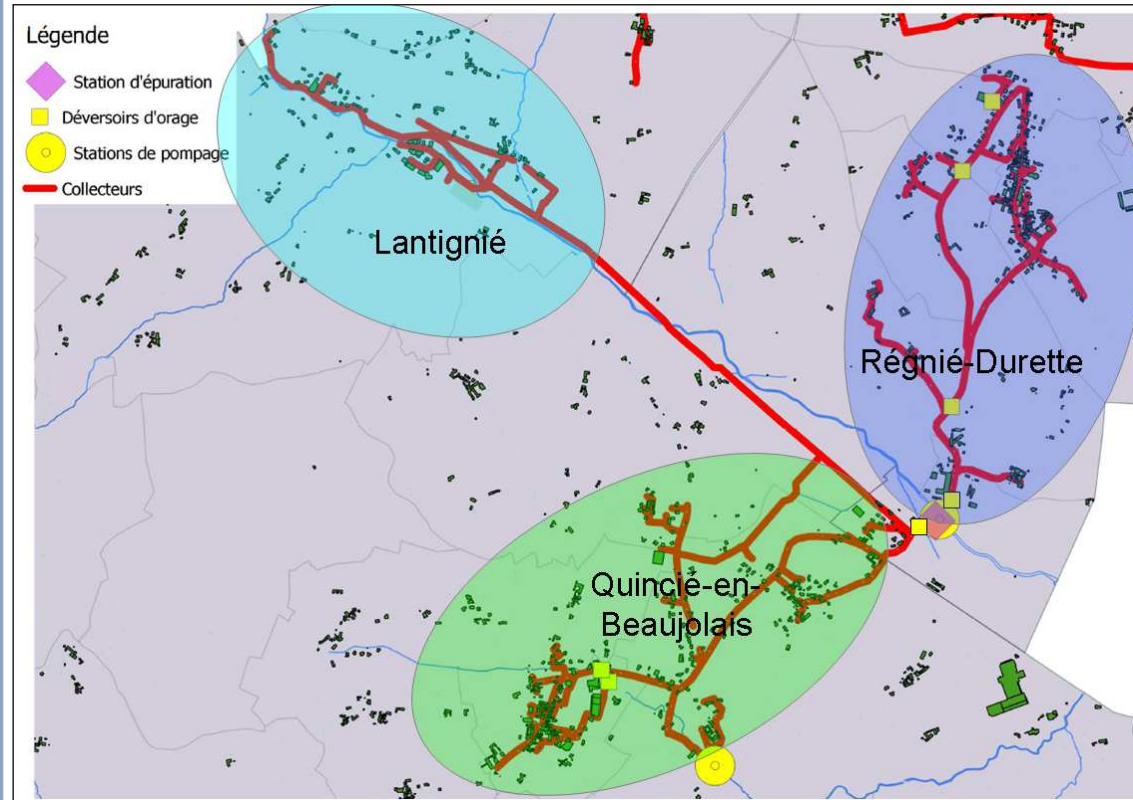 Légende
Station d'épuration
Déversoirs d'orage
Stations de pompage
Collecteurs
Lantignié
Régnié-Durette
Quincié-en-
Beaujolais